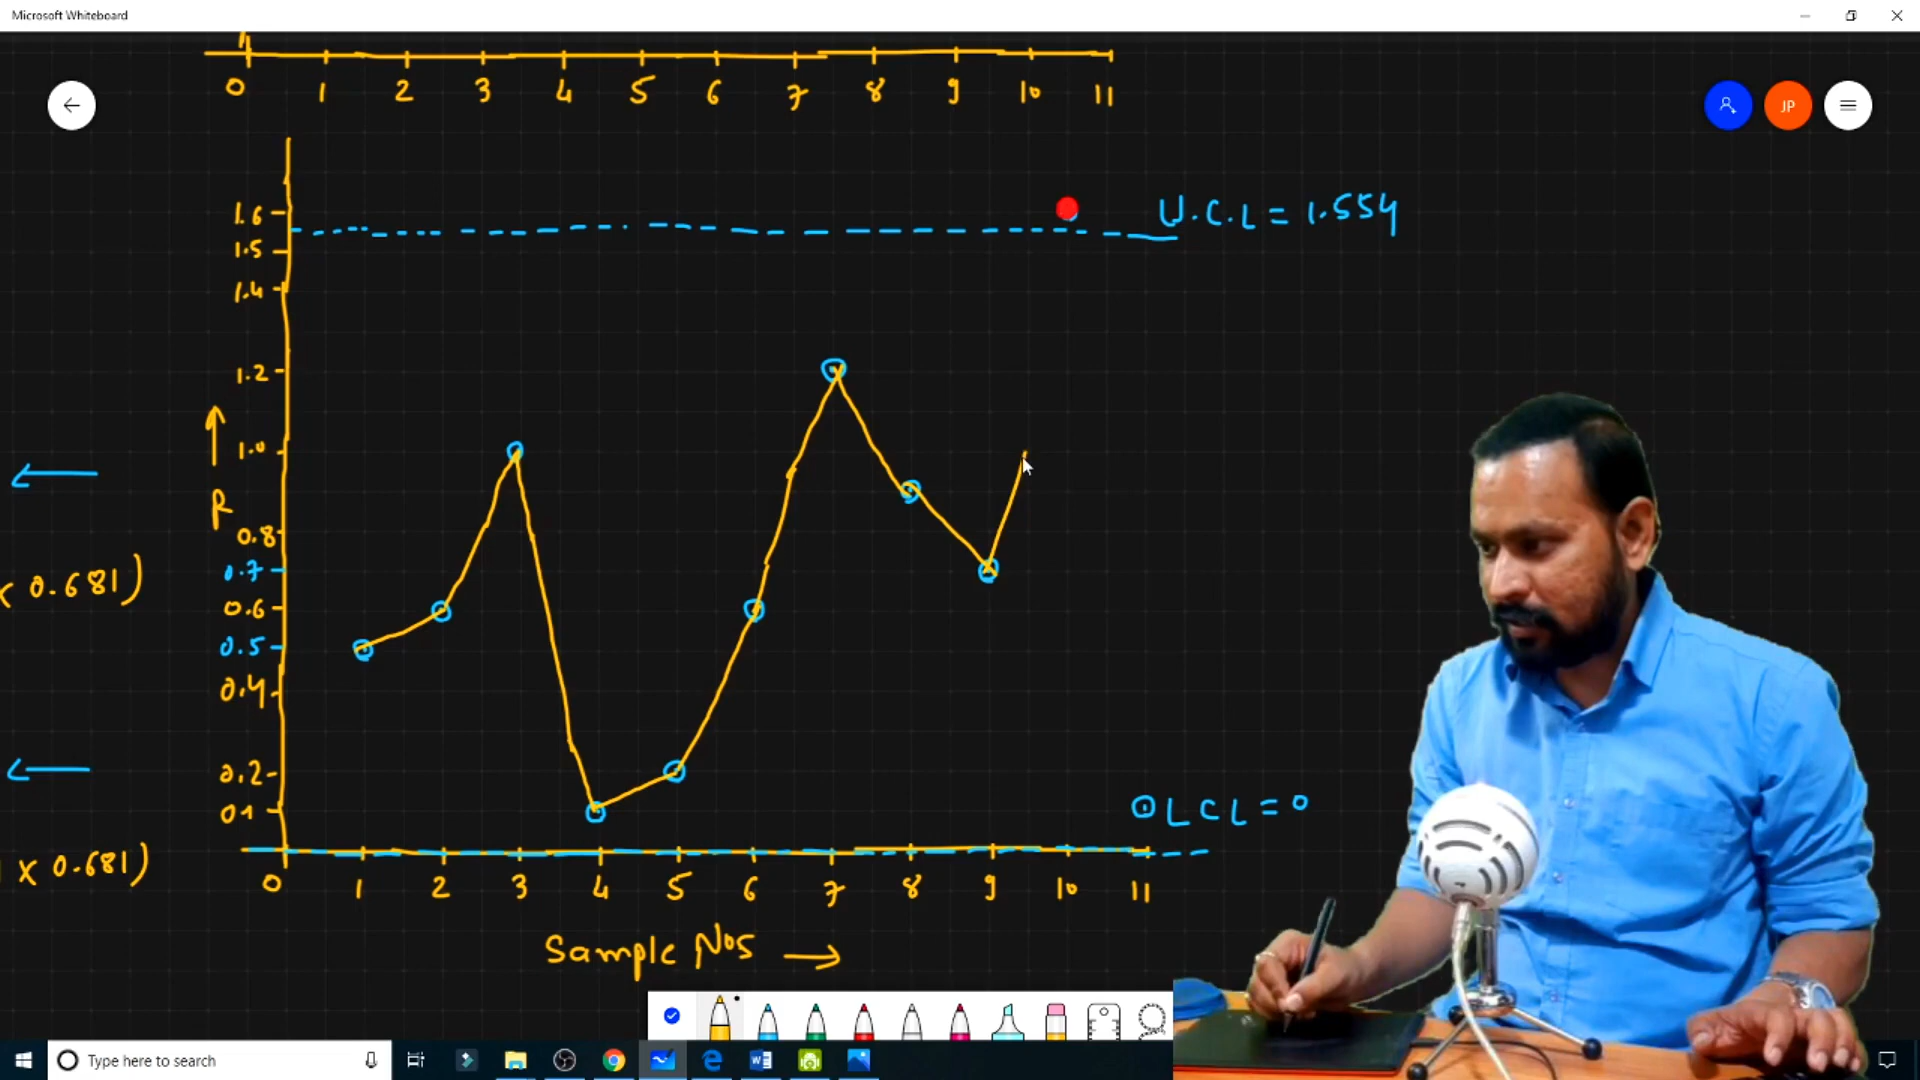 Microsoft Whiteboard
0 1 2 3 4 5 6 7 8 9 10 11
JP
1.6
U.C.L = 1.554
1.5
1.4
1.2
1.0
R
0.8
0.7
x 0.681)
0.6
0.5
0.4
0.2
0.1
LCL = 0
x 0.681)
0 1 2 3 4 5 6 7 8 9 10 11
Sample Nos
Type here to search